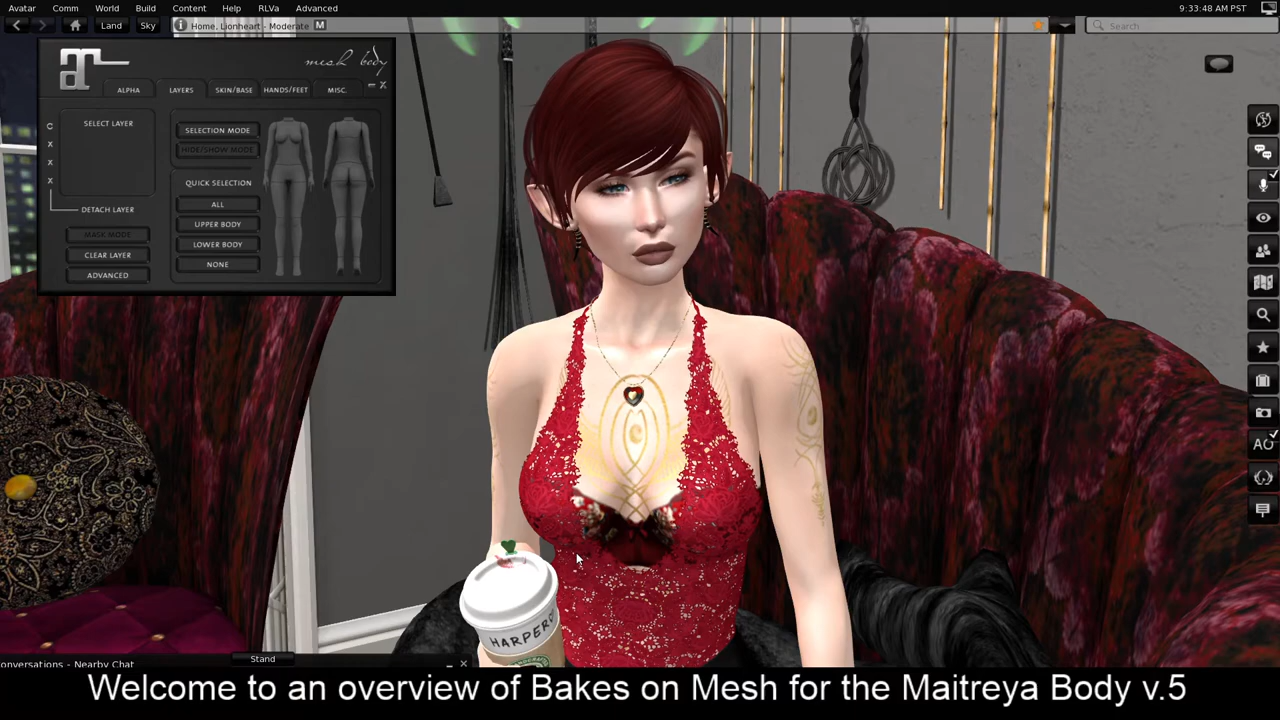 Avatar Comm World Build Content Help RLVa Advanced 9:33:48 AM PST
Land Sky Home, Lionheart - Moderate M Search
mesh body
ALPHA LAYERS SKIN/BASE HANDS/FEET MISC. – X
SELECT LAYER
C
X
X
X
DETACH LAYER
MASK MODE
CLEAR LAYER
ADVANCED
SELECTION MODE
HIDE/SHOW MODE
QUICK SELECTION
ALL
UPPER BODY
LOWER BODY
NONE
AO
HARPER
onversations - Nearby Chat
Stand
Welcome to an overview of Bakes on Mesh for the Maitreya Body v.5